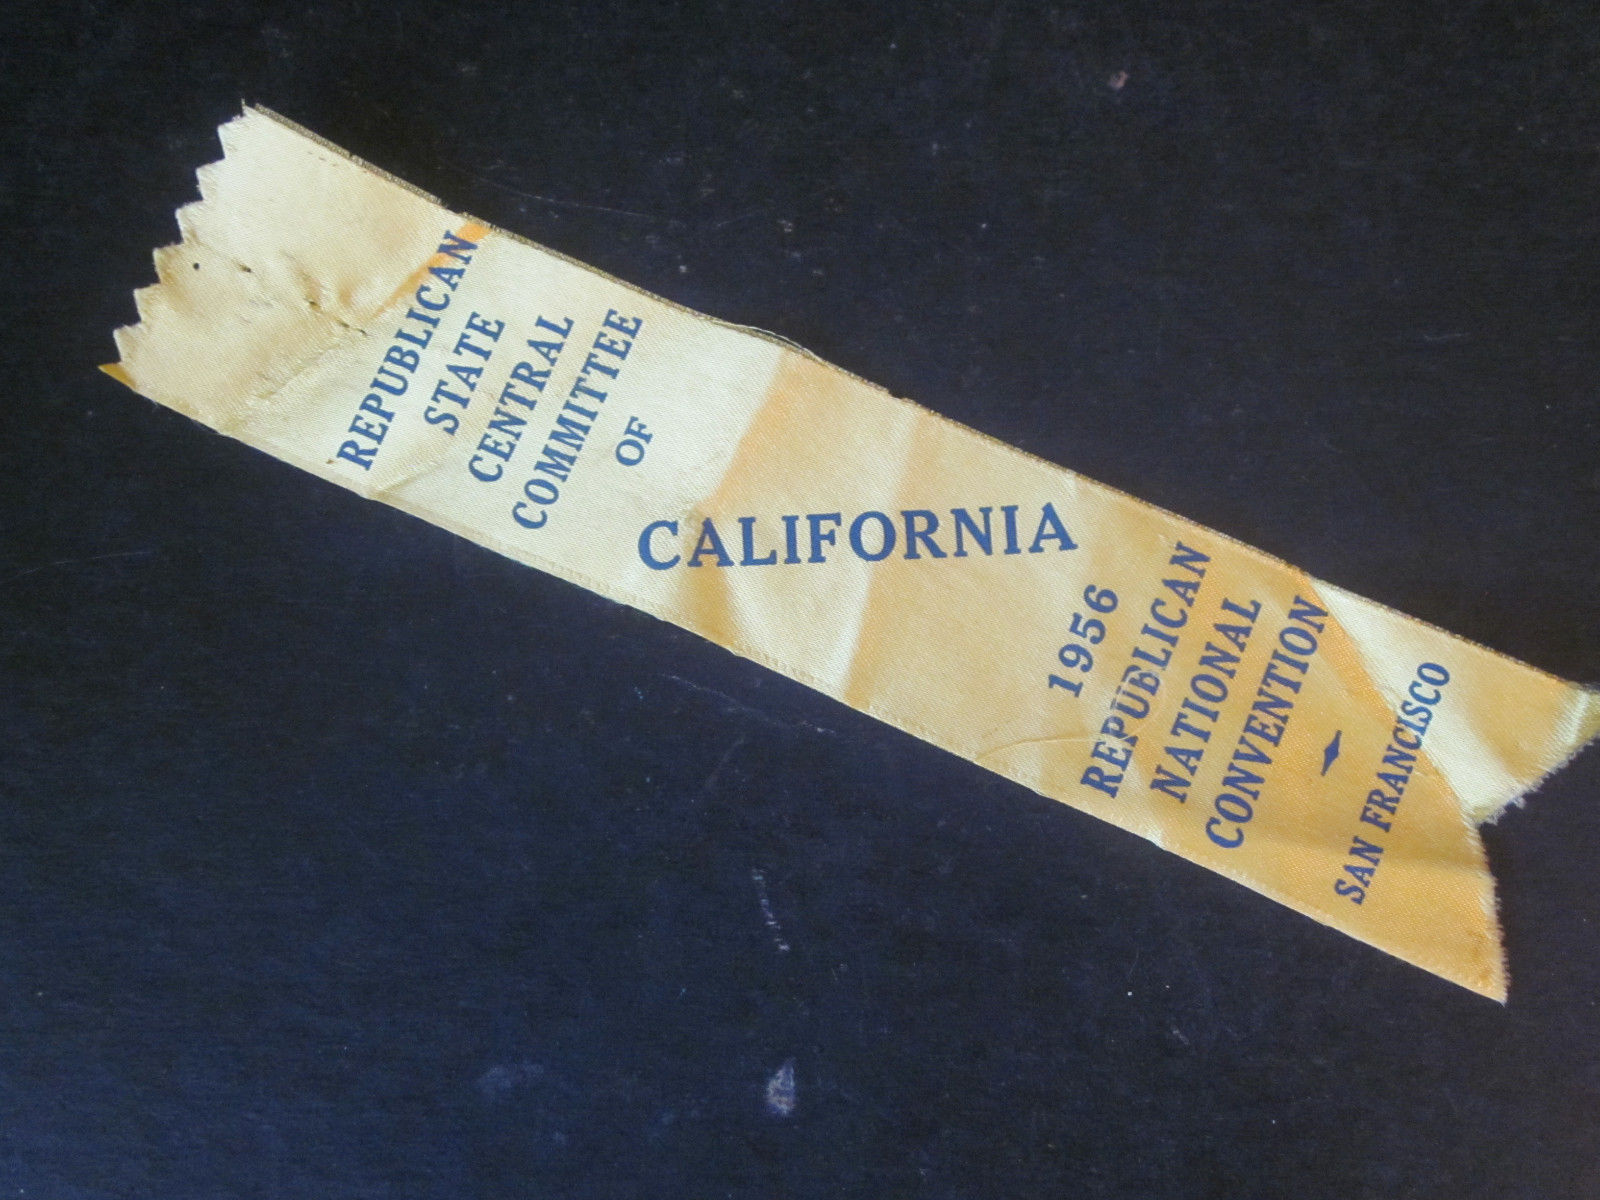 REPUBLICAN
STATE
CENTRAL
COMMITTEE
OF
CALIFORNIA
1956
REPUBLICAN
NATIONAL
CONVENTION
SAN FRANCISCO